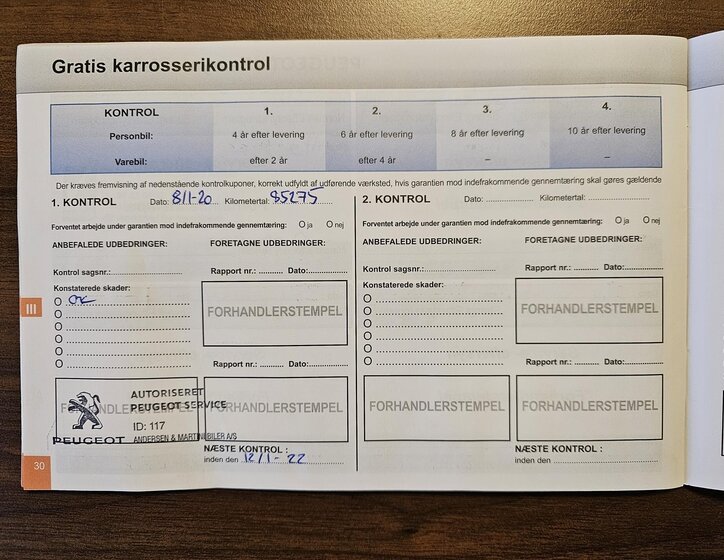 Gratis karrosserikontrol
KONTROL 1. 2. 3. 4.
Personbil: 4 år efter levering 6 år efter levering 8 år efter levering 10 år efter levering
Varebil: efter 2 år efter 4 år – –
Der kræves fremvisning af nedenstående kontrolkuponer, korrekt udfyldt af udførende værksted, hvis garantien mod indefrakommende gennemtæring skal gøres gældende
1. KONTROL Dato: 8/1-20 Kilometertal: 85275
Forventet arbejde under garantien mod indefrakommende gennemtæring: O ja O nej
ANBEFALEDE UDBEDRINGER: FORETAGNE UDBEDRINGER:
Kontrol sagsnr.:
Rapport nr.: Dato:
Konstaterede skader:
O OK
O
O
O
O
O
FORHANDLERSTEMPEL
Rapport nr.: Dato:
FORHANDLERSTEMPEL
AUTORISERET
PEUGEOT SERVICE
ID: 117
PEUGEOT ANDERSEN & MARTINI BILER A/S
FORHANDLERSTEMPEL
NÆSTE KONTROL :
inden den 12/1-22
2. KONTROL Dato: Kilometertal:
Forventet arbejde under garantien mod indefrakommende gennemtæring: O ja O nej
ANBEFALEDE UDBEDRINGER: FORETAGNE UDBEDRINGER:
Kontrol sagsnr.:
Rapport nr.: Dato:
Konstaterede skader:
O
O
O
O
O
O
FORHANDLERSTEMPEL
Rapport nr.: Dato:
FORHANDLERSTEMPEL
FORHANDLERSTEMPEL
NÆSTE KONTROL :
inden den
III
30